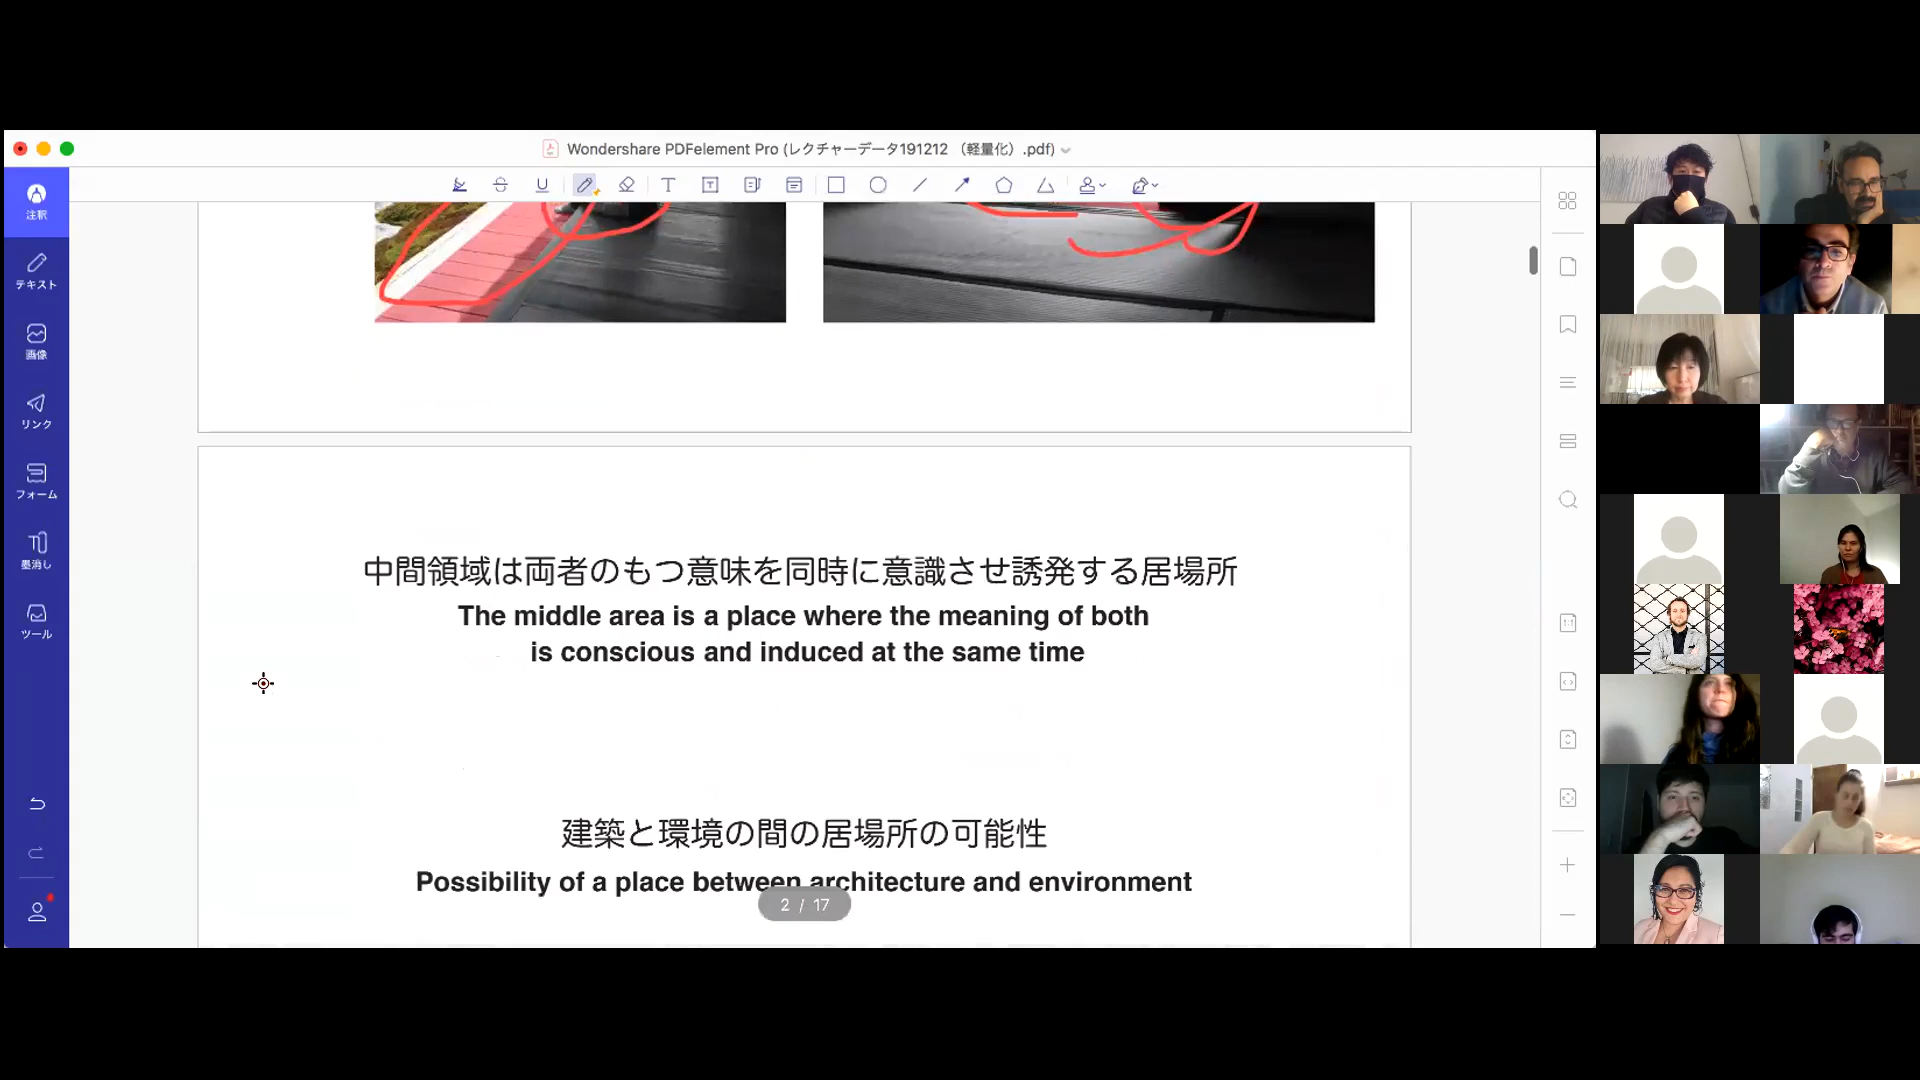 Wondershare PDFelement Pro (レクチャーデータ191212 （軽量化）.pdf)
注釈
テキスト
画像
リンク
フォーム
墨消し
ツール
中間領域は両者のもつ意味を同時に意識させ誘発する居場所
The middle area is a place where the meaning of both
is conscious and induced at the same time
建築と環境の間の居場所の可能性
Possibility of a place between architecture and environment
2 / 17